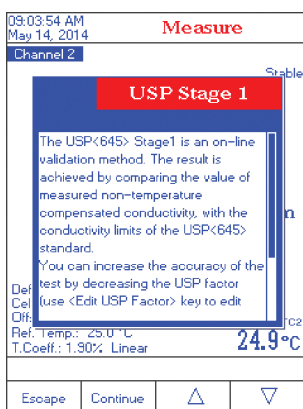 09:03:54 AM
May 14, 2014
Measure
Channel 2
Stable
USP Stage 1
The USP<645> Stage1 is an on-line
validation method. The result is
achieved by comparing the value of
measured non-temperature
compensated conductivity, with the
conductivity limits of the USP<645>
standard.
You can increase the accuracy of the
test by decreasing the USP factor
(use <Edit USP Factor> key to edit
Ref. Temp.: 25.0 °C
T.Coeff.: 1.90% Linear
24.9°C
Escape Continue △ ▽